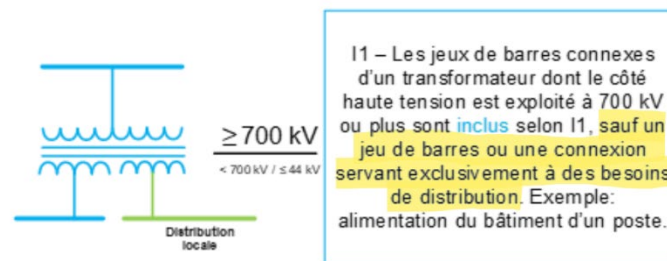 ≥700 kV
< 700 kV / ≤ 44 kV
Distribution
locale
I1 – Les jeux de barres connexes
d'un transformateur dont le côté
haute tension est exploité à 700 kV
ou plus sont inclus selon I1, sauf un
jeu de barres ou une connexion
servant exclusivement à des besoins
de distribution. Exemple:
alimentation du bâtiment d'un poste.